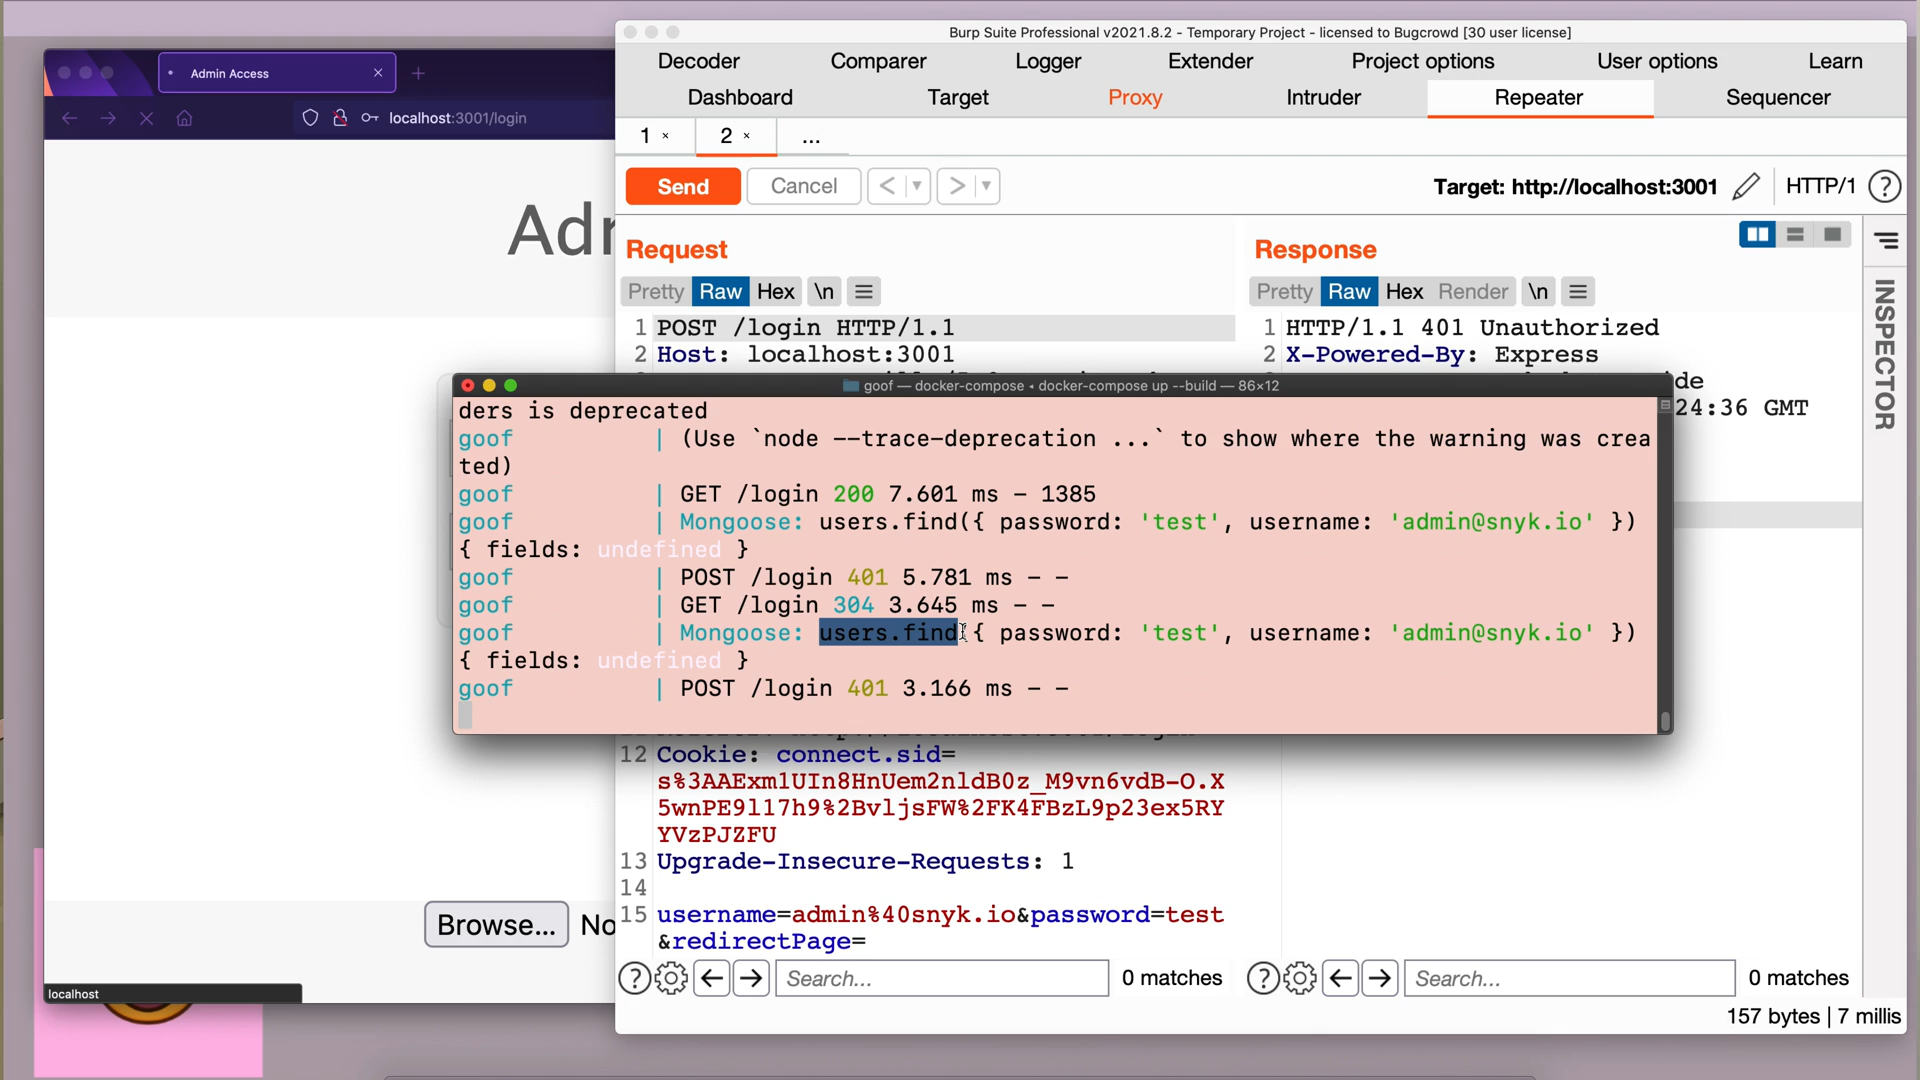 Burp Suite Professional v2021.8.2 - Temporary Project - licensed to Bugcrowd [30 user license]
Decoder Comparer Logger Extender Project options User options Learn
Dashboard Target Proxy Intruder Repeater Sequencer
1 × 2 × ...
Send Cancel < >
Target: http://localhost:3001 HTTP/1 ?
Admin Access
localhost:3001/login
Adm
Request
Pretty Raw Hex \n
1 POST /login HTTP/1.1
2 Host: localhost:3001
Response
Pretty Raw Hex Render \n
1 HTTP/1.1 401 Unauthorized
2 X-Powered-By: Express
de
24:36 GMT
INSPECTOR
goof — docker-compose ◂ docker-compose up --build — 86×12
ders is deprecated
goof | (Use `node --trace-deprecation ...` to show where the warning was crea
ted)
goof | GET /login 200 7.601 ms - 1385
goof | Mongoose: users.find({ password: 'test', username: 'admin@snyk.io' })
{ fields: undefined }
goof | POST /login 401 5.781 ms - -
goof | GET /login 304 3.645 ms - -
goof | Mongoose: users.find({ password: 'test', username: 'admin@snyk.io' })
{ fields: undefined }
goof | POST /login 401 3.166 ms - -
12 Cookie: connect.sid=
s%3AAExm1UIn8HnUem2nldB0z_M9vn6vdB-O.X
5wnPE9l17h9%2BvljsFW%2FK4FBzL9p23ex5RY
YVzPJZFU
13 Upgrade-Insecure-Requests: 1
14
15 username=admin%40snyk.io&password=test
&redirectPage=
? Search... 0 matches
? Search... 0 matches
157 bytes | 7 millis
Browse... No
localhost